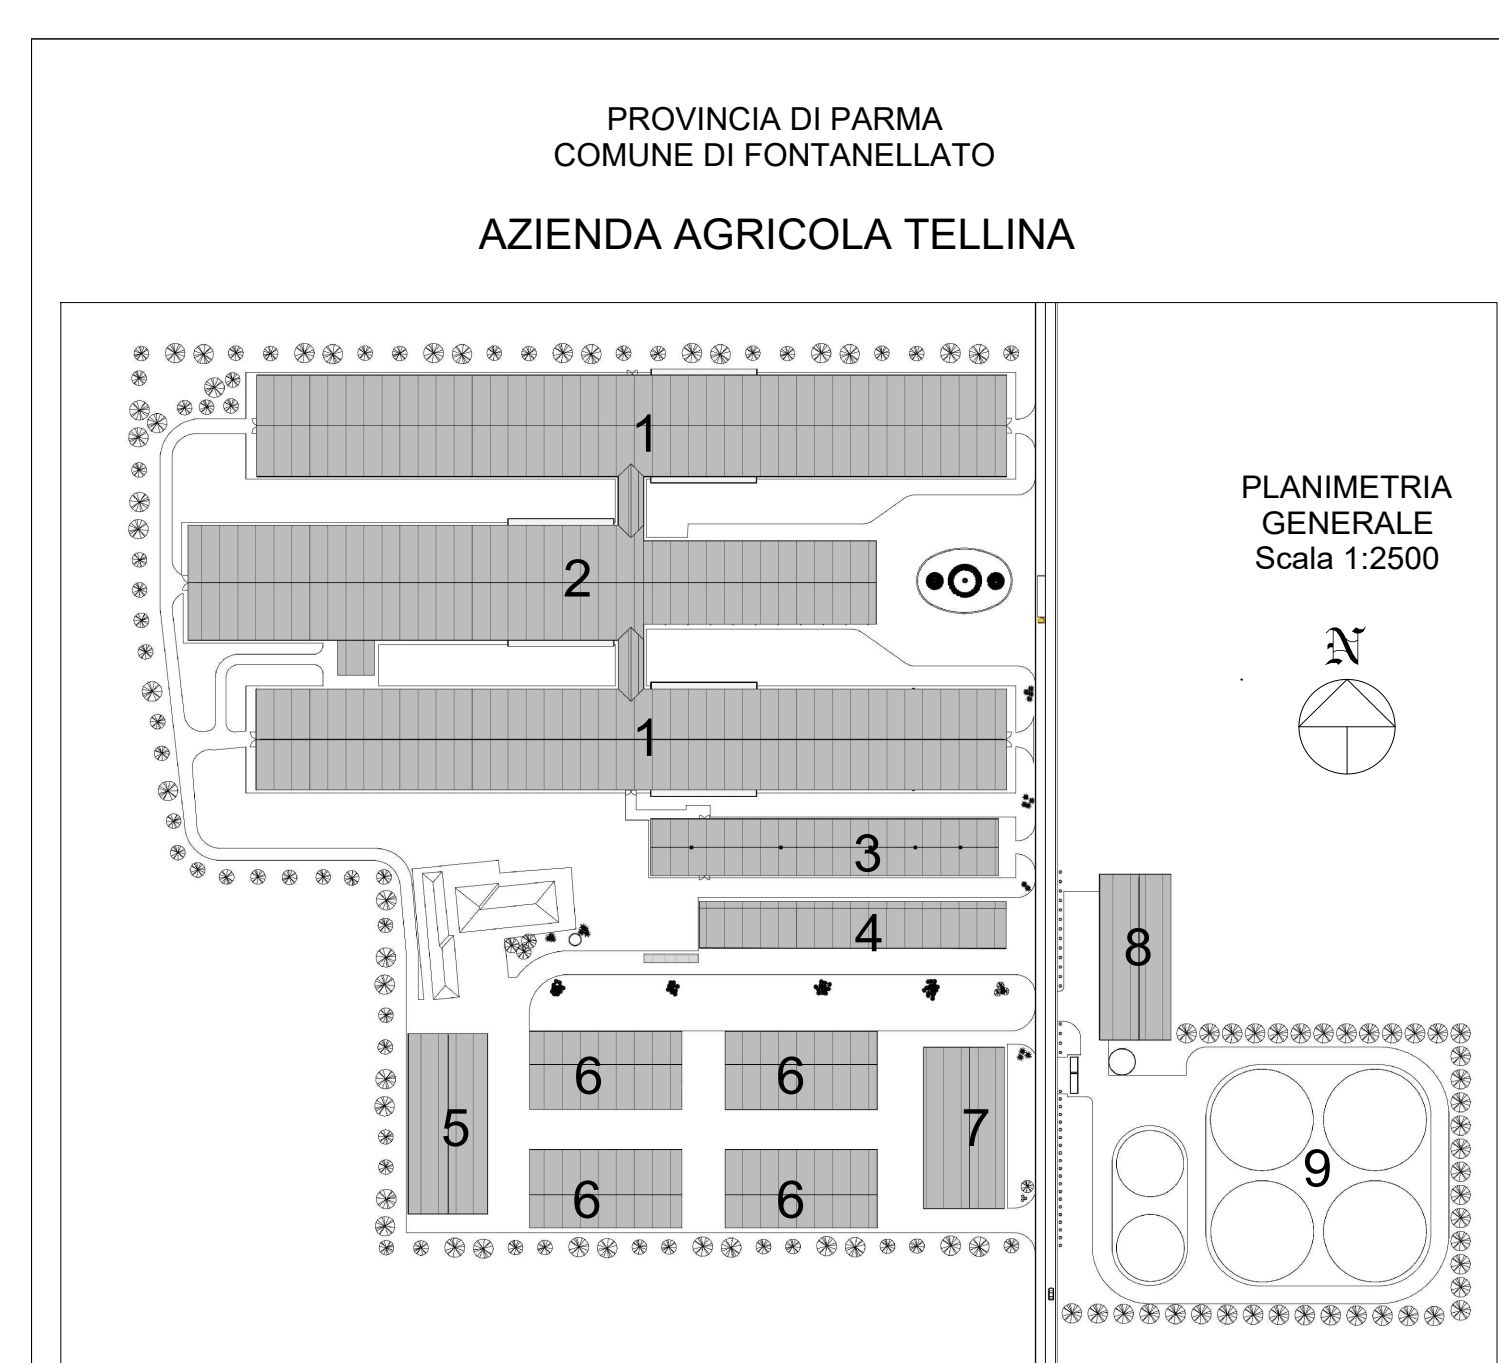 PROVINCIA DI PARMA
COMUNE DI FONTANELLATO
AZIENDA AGRICOLA TELLINA
1
PLANIMETRIA
GENERALE
Scala 1:2500
2
N
1
3
4
8
6
6
5
7
9
6
6